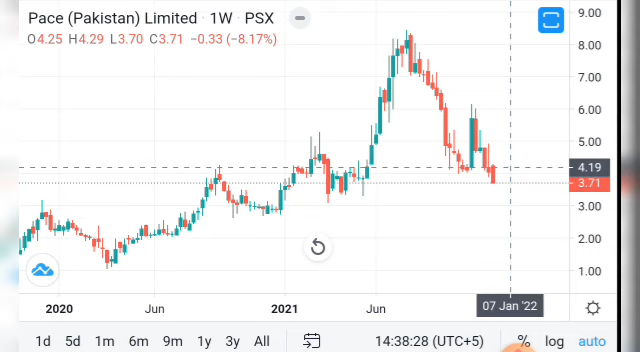 Pace (Pakistan) Limited · 1W · PSX
O4.25 H4.29 L3.70 C3.71 −0.33 (−8.17%)
9.00
8.00
7.00
6.00
5.00
4.19
3.71
3.00
2.00
1.00
2020 Jun 2021 Jun 07 Jan '22
1d 5d 1m 6m 9m 1y 3y All 14:38:28 (UTC+5) % log auto